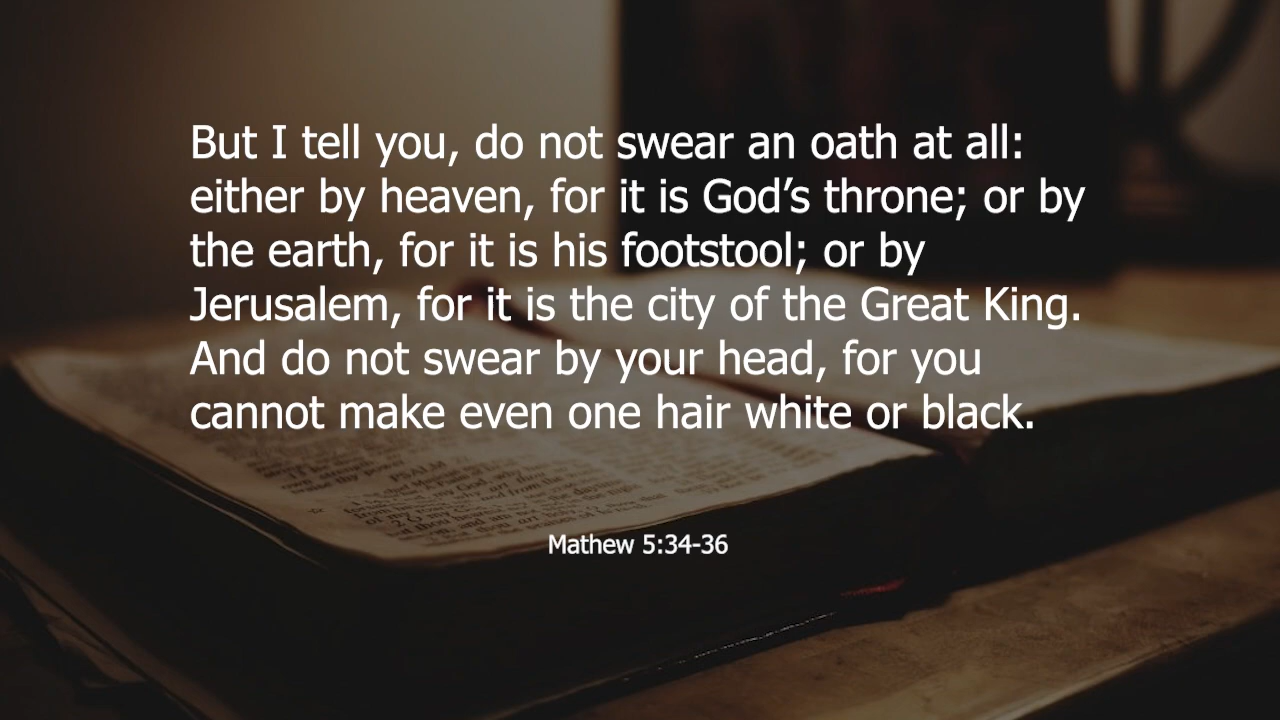 But I tell you, do not swear an oath at all:
either by heaven, for it is God’s throne; or by
the earth, for it is his footstool; or by
Jerusalem, for it is the city of the Great King.
And do not swear by your head, for you
cannot make even one hair white or black.
PSALM
Mathew 5:34-36